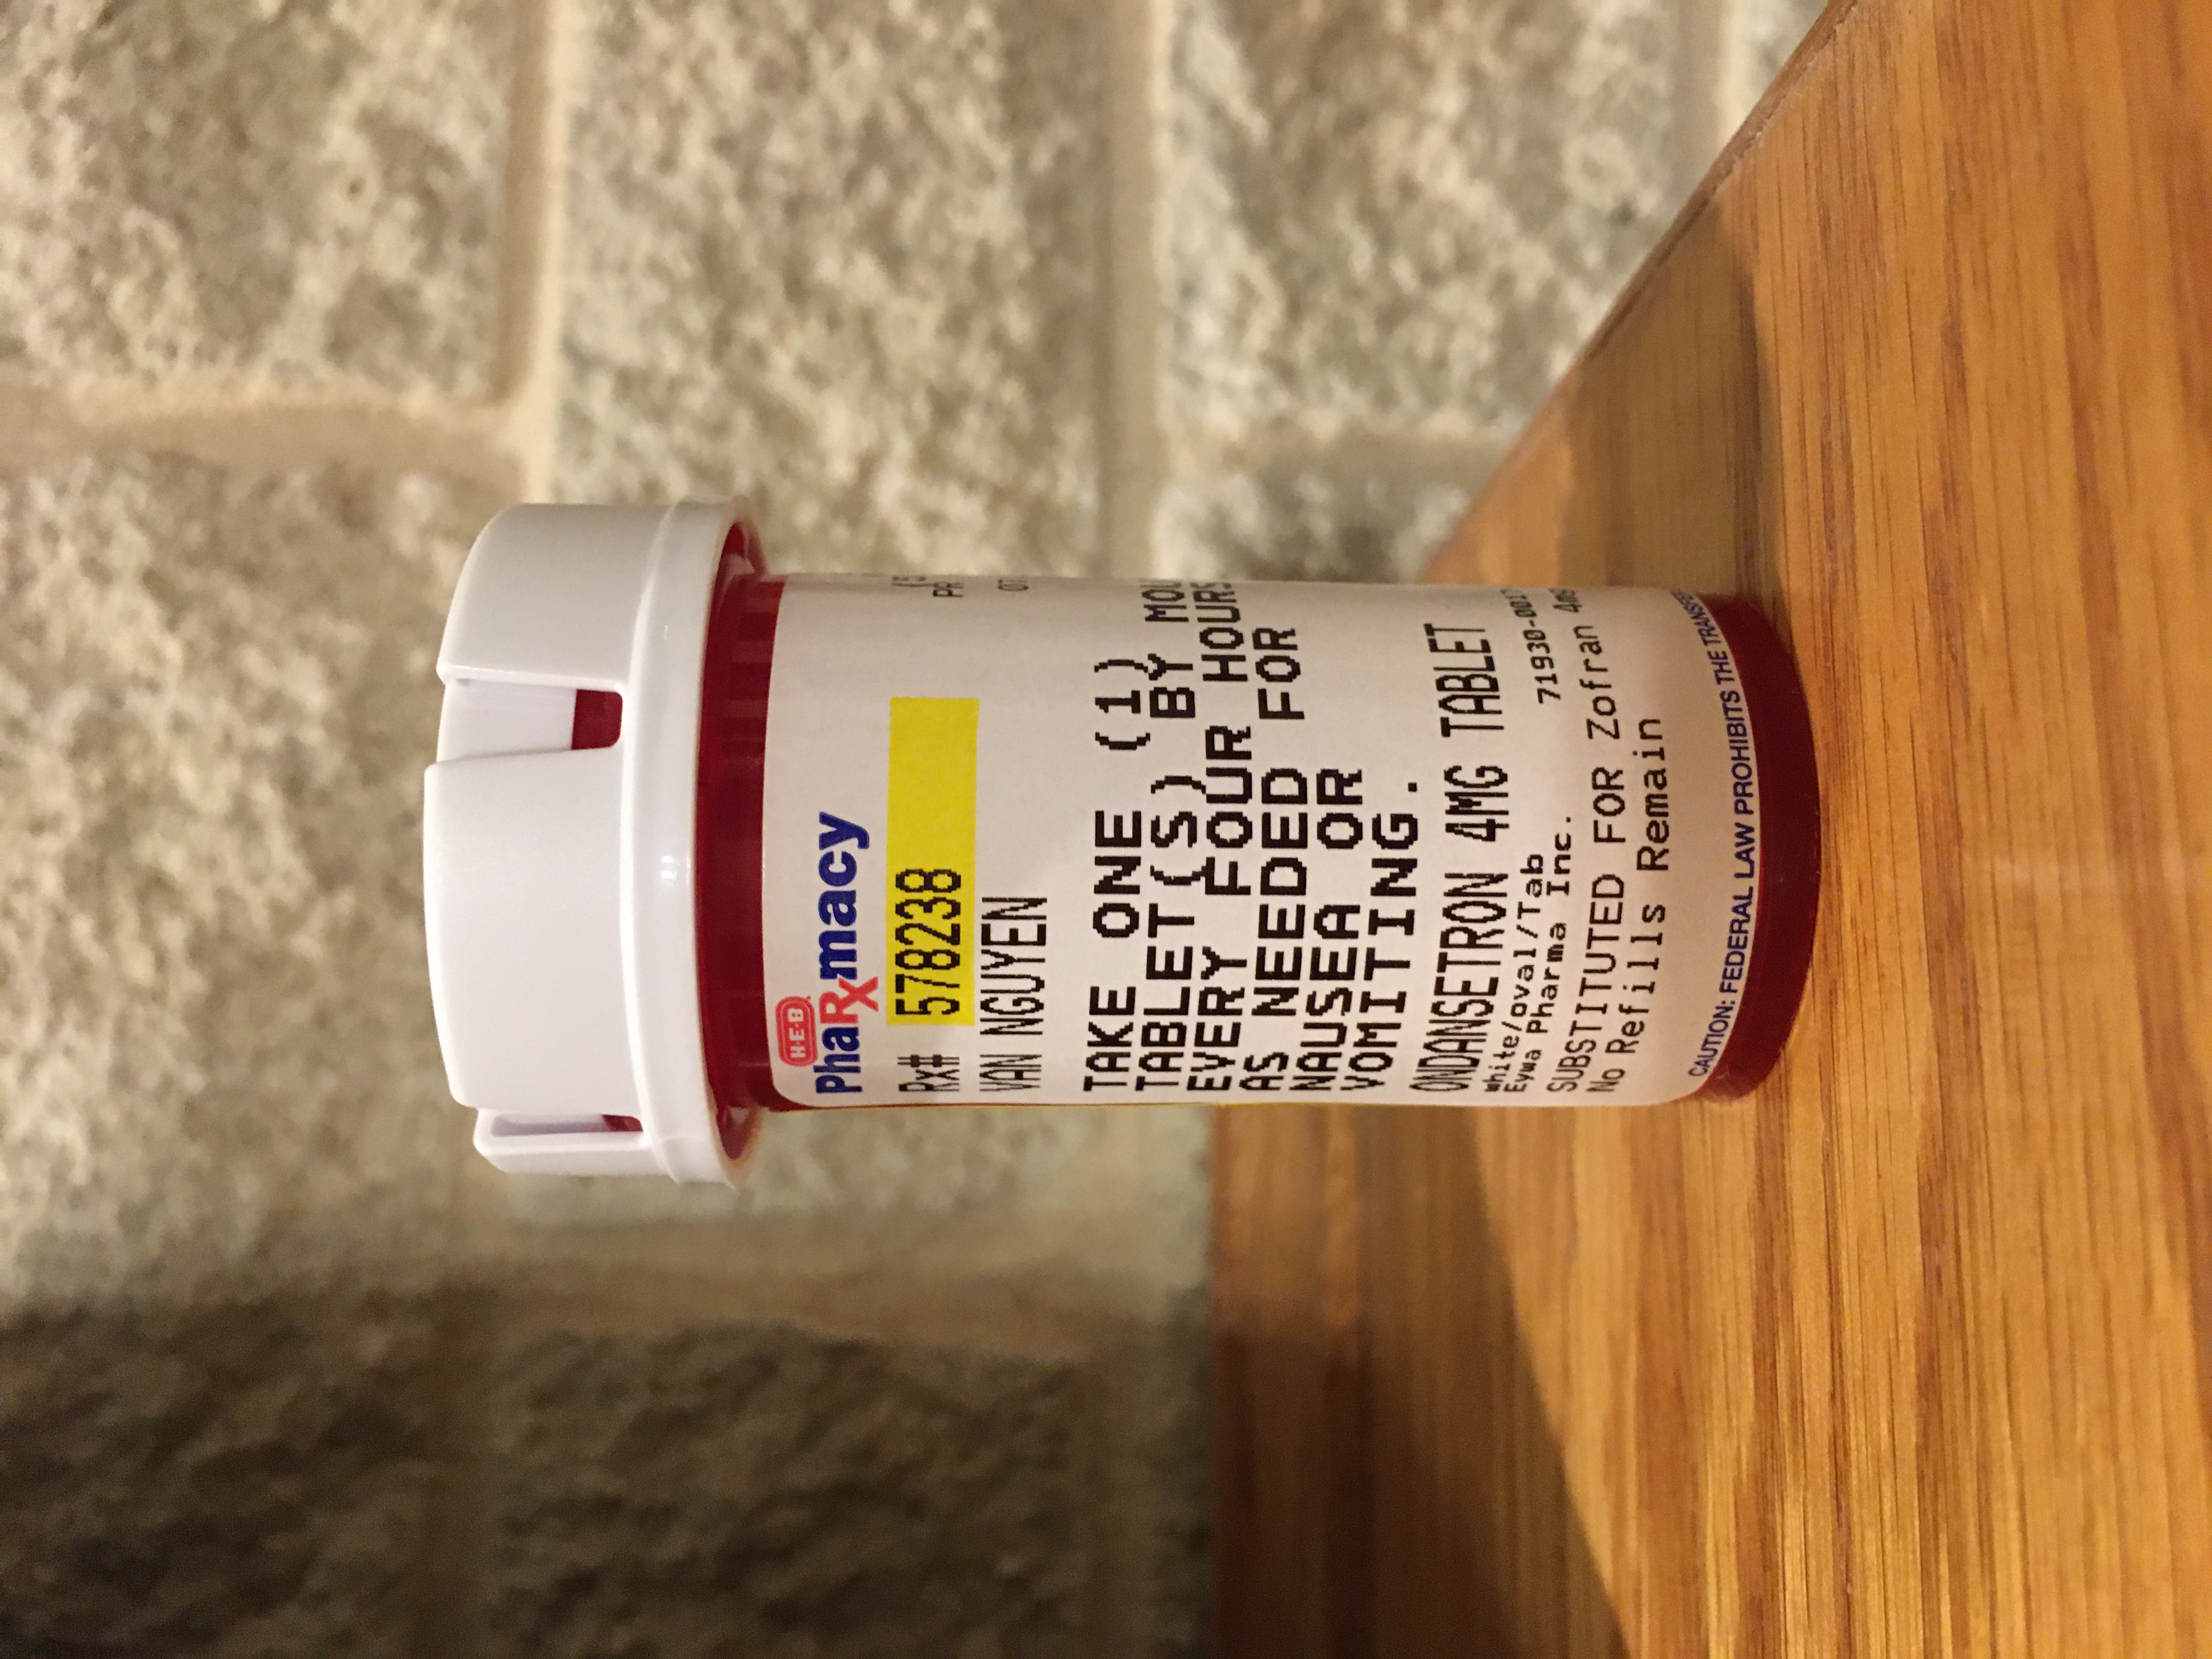 H-E-B
PhaRxmacy
Rx# 578238
VAN NGUYEN
TAKE ONE (1)
TABLET(S) BY
EVERY FOUR HOURS
AS NEEDED FOR
NAUSEA OR
VOMITING.
ONDANSETRON 4MG TABLET
white/oval/Tab
Eywa Pharma Inc.
SUBSTITUTED FOR Zofran
No Refills Remain
CAUTION: FEDERAL LAW PROHIBITS THE